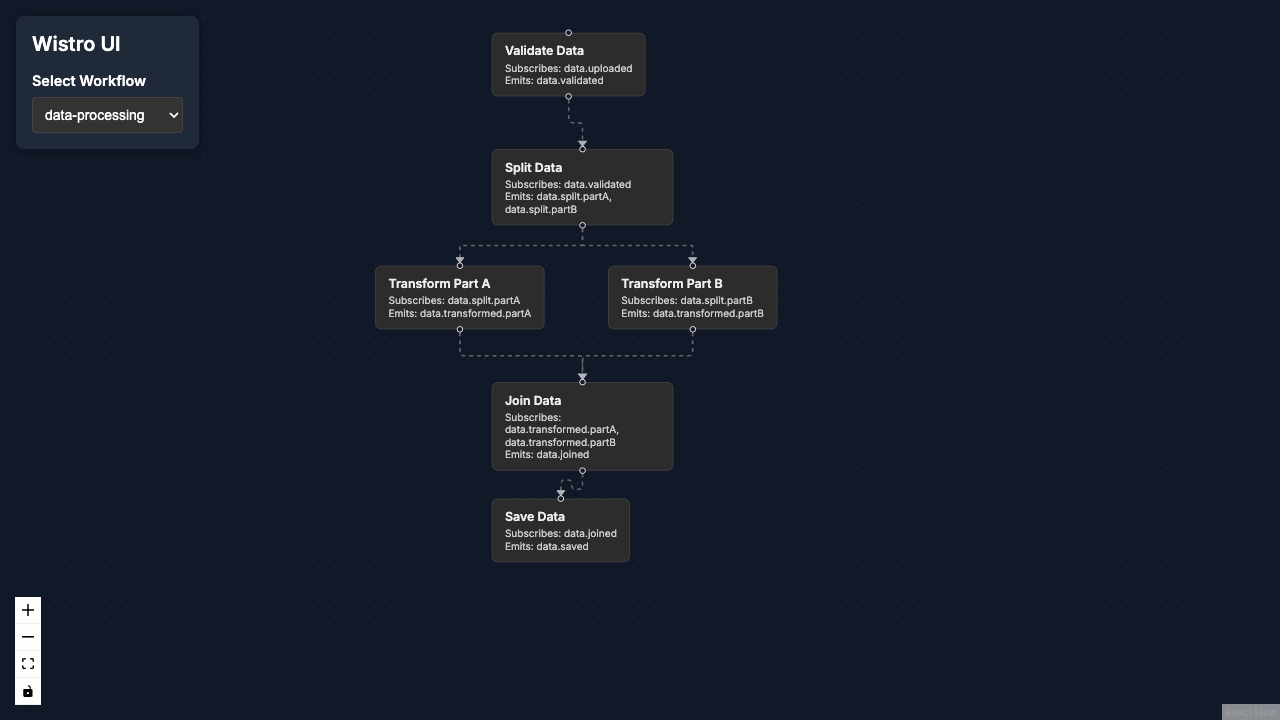 Wistro UI
Select Workflow
data-processing
Validate Data
Subscribes: data.uploaded
Emits: data.validated
Split Data
Subscribes: data.validated
Emits: data.split.partA,
data.split.partB
Transform Part A
Subscribes: data.split.partA
Emits: data.transformed.partA
Transform Part B
Subscribes: data.split.partB
Emits: data.transformed.partB
Join Data
Subscribes:
data.transformed.partA,
data.transformed.partB
Emits: data.joined
Save Data
Subscribes: data.joined
Emits: data.saved
React Flow